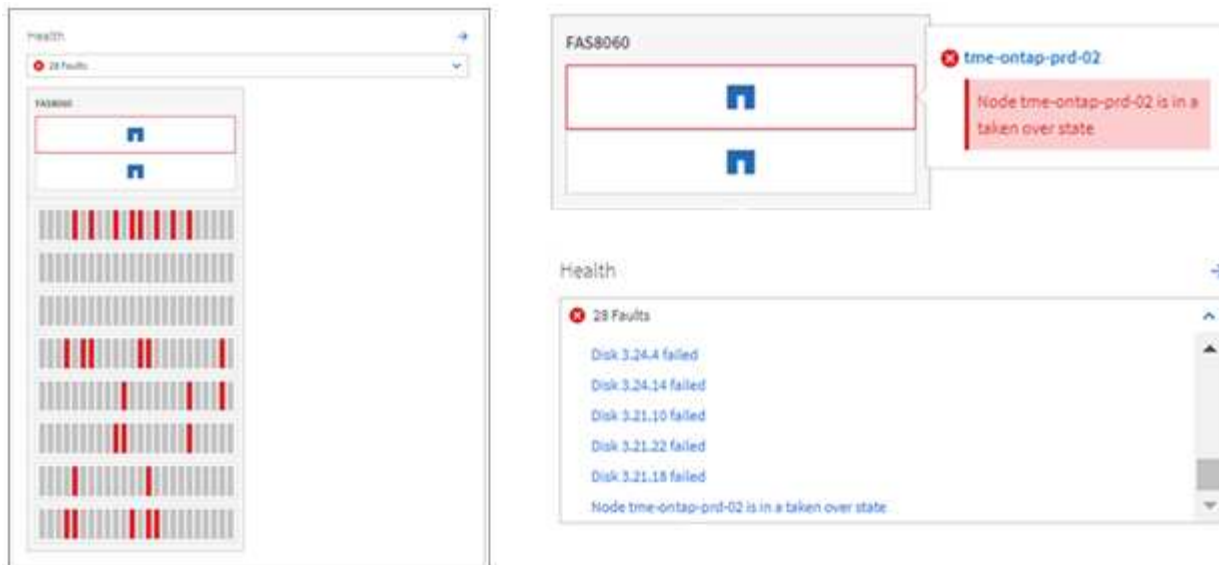 Health
28 Faults
FAS8060
FAS8060
tme-ontap-prd-02
Node tme-ontap-prd-02 is in a
taken over state
Health
28 Faults
Disk 3.24.4 failed
Disk 3.24.14 failed
Disk 3.21.10 failed
Disk 3.21.22 failed
Disk 3.21.18 failed
Node tme-ontap-prd-02 is in a taken over state